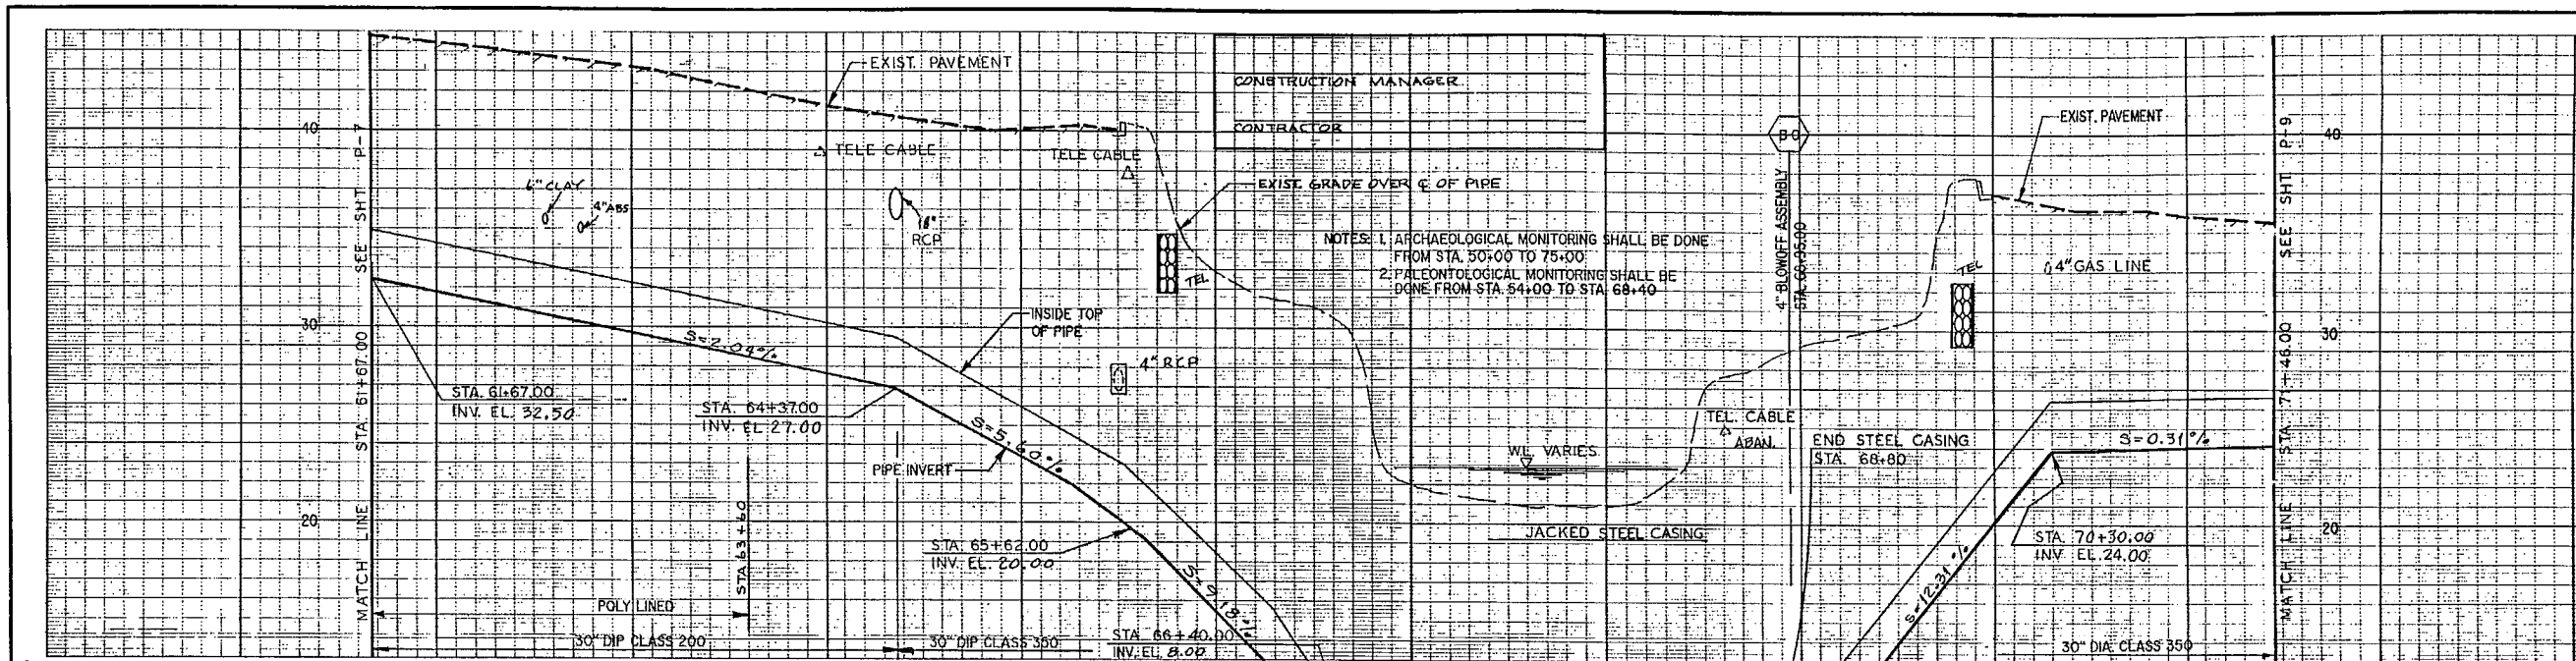 EXIST. PAVEMENT
CONSTRUCTION MANAGER
CONTRACTOR
40
TELE CABLE
TELE CABLE
6" CLAY
4" ABS
18"
RCP
EXIST. GRADE OVER ℄ OF PIPE
NOTES: 1. ARCHAEOLOGICAL MONITORING SHALL BE DONE
FROM STA. 50+00 TO 75+00
2. PALEONTOLOGICAL MONITORING SHALL BE
DONE FROM STA. 54+00 TO STA 68+40
TEL
BO
4" BLOWOFF ASSEMBLY
STA. 68+95.00
EXIST. PAVEMENT
40
TEL
4" GAS LINE
MATCH LINE STA. 61+67.00 SEE SHT P-7
30
S=2.04%
INSIDE TOP
OF PIPE
4" RCP
STA. 61+67.00
INV. EL. 32.50
STA. 64+37.00
INV. EL. 27.00
S=5.60%
PIPE INVERT
W.L. VARIES
TEL. CABLE
ABAN.
END STEEL CASING
STA. 68+80
S=0.31%
30
MATCH LINE STA. 71+46.00 SEE SHT P-9
20
STA 63+60
STA. 65+62.00
INV. EL. 20.00
JACKED STEEL CASING
STA. 70+30.00
INV. EL. 24.00
20
S=12.31%
POLY LINED
30" DIP CLASS 200
30" DIP CLASS 350
STA. 66+40.00
INV. EL. 8.00
30" DIA. CLASS 350